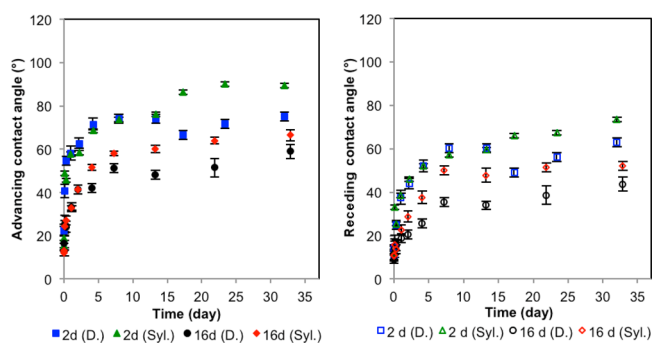 120
100
80
60
40
20
0
Advancing contact angle (°)
0 5 10 15 20 25 30 35
Time (day)
2d (D.) 2d (Syl.) 16d (D.) 16d (Syl.)
120
100
80
60
40
20
0
Receding contact angle (°)
0 5 10 15 20 25 30 35
Time (day)
2 d (D.) 2 d (Syl.) 16 d (D.) 16 d (Syl.)